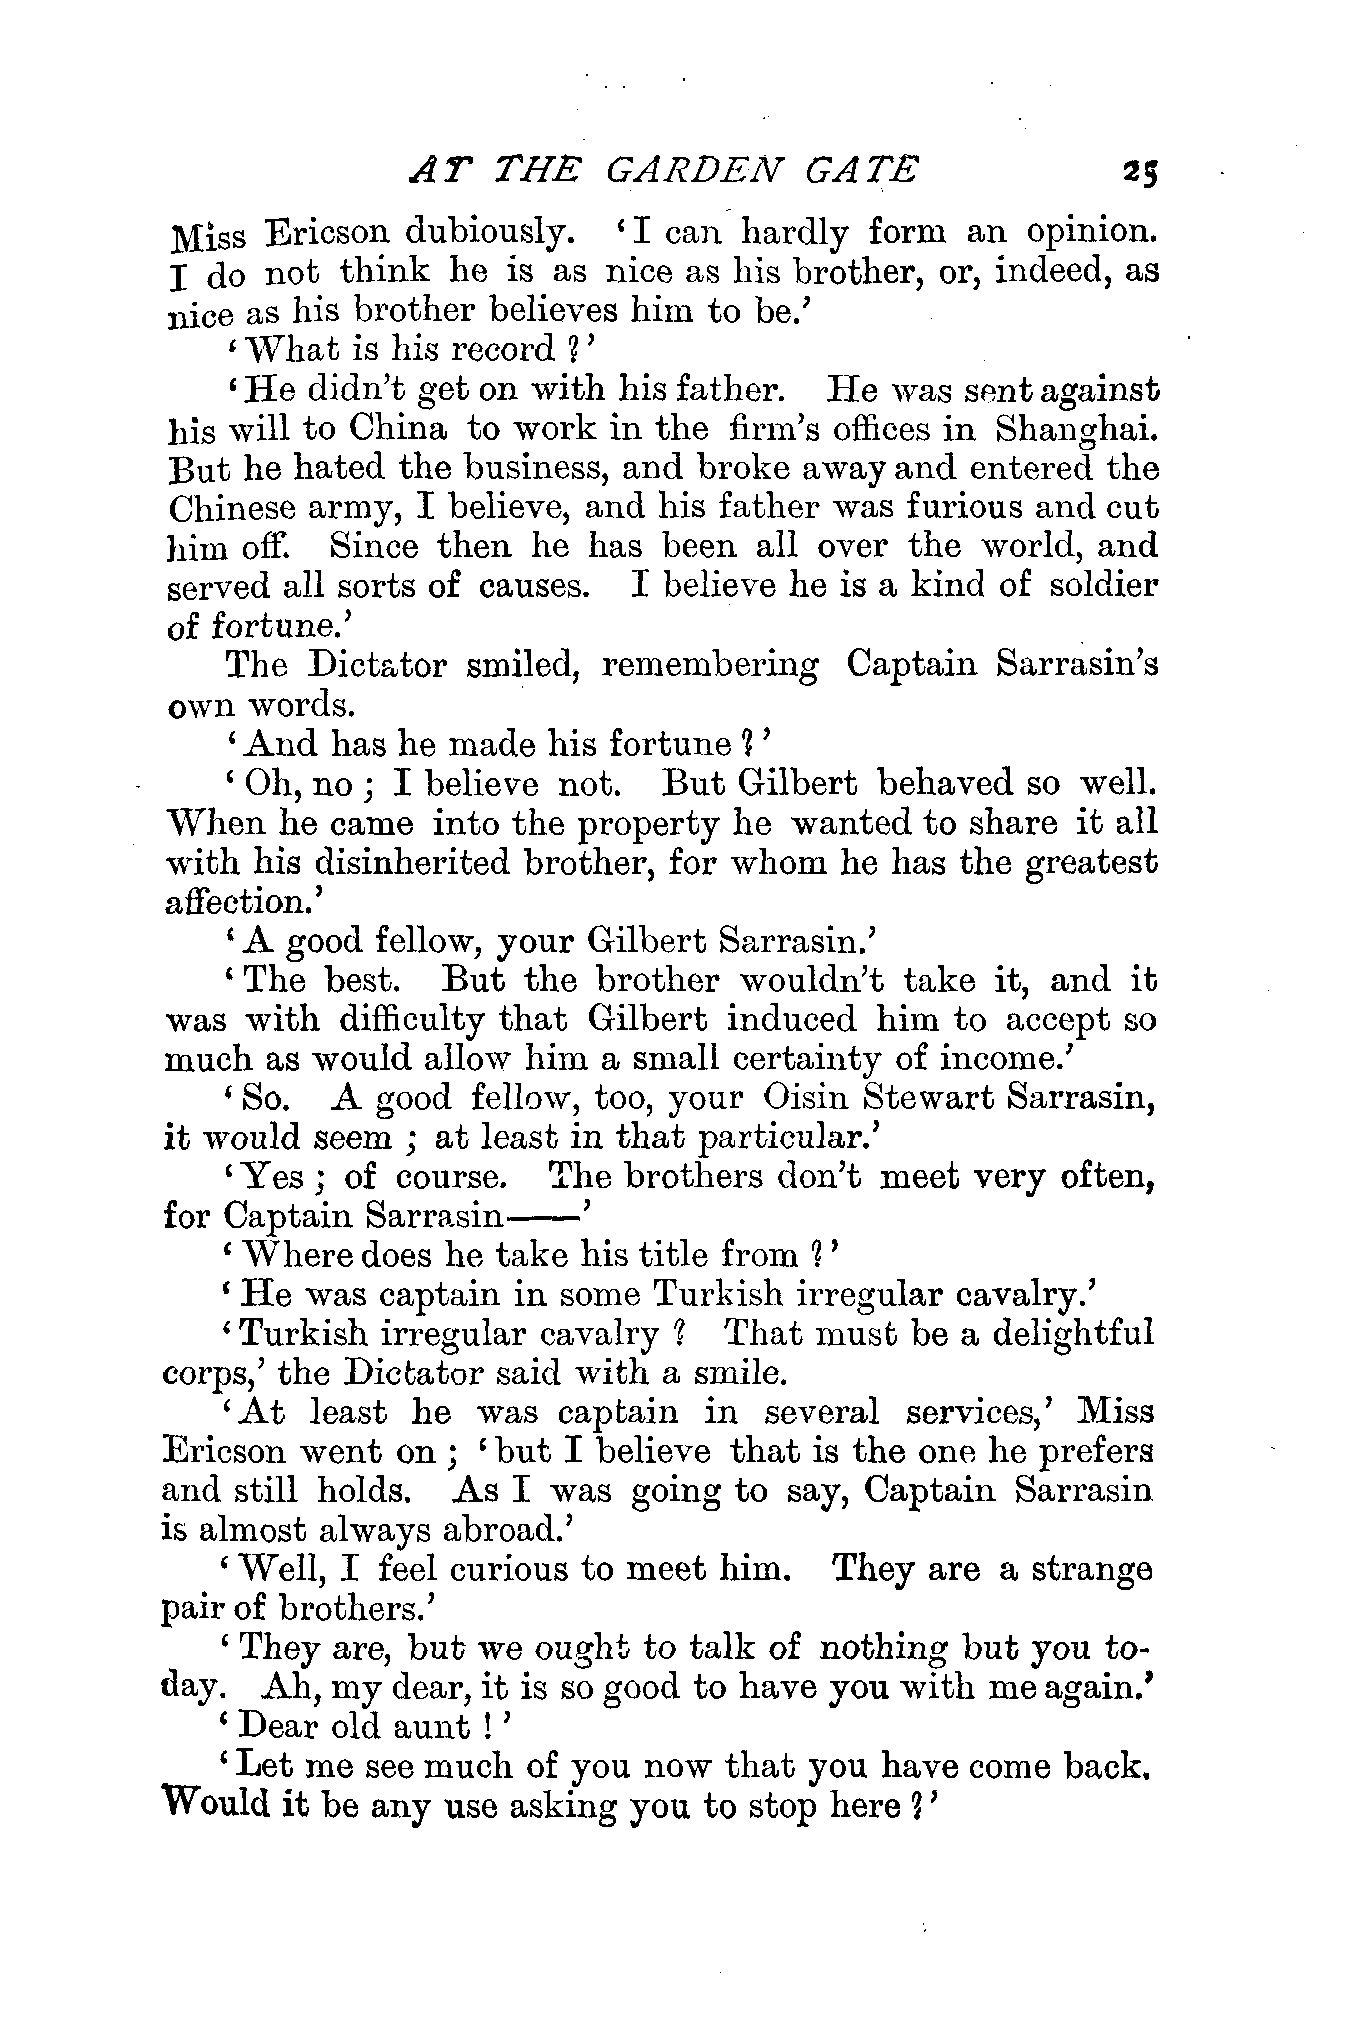 AT THE GARDEN GATE 25
Miss Ericson dubiously. ‘I can hardly form an opinion.
I do not think he is as nice as his brother, or, indeed, as
nice as his brother believes him to be.’
‘What is his record ?’
‘He didn’t get on with his father. He was sent against
his will to China to work in the firm’s offices in Shanghai.
But he hated the business, and broke away and entered the
Chinese army, I believe, and his father was furious and cut
him off. Since then he has been all over the world, and
served all sorts of causes. I believe he is a kind of soldier
of fortune.’
The Dictator smiled, remembering Captain Sarrasin’s
own words.
‘And has he made his fortune ?’
‘Oh, no ; I believe not. But Gilbert behaved so well.
When he came into the property he wanted to share it all
with his disinherited brother, for whom he has the greatest
affection.’
‘A good fellow, your Gilbert Sarrasin.’
‘The best. But the brother wouldn’t take it, and it
was with difficulty that Gilbert induced him to accept so
much as would allow him a small certainty of income.’
‘So. A good fellow, too, your Oisin Stewart Sarrasin,
it would seem ; at least in that particular.’
‘Yes ; of course. The brothers don’t meet very often,
for Captain Sarrasin——’
‘Where does he take his title from ?’
‘He was captain in some Turkish irregular cavalry.’
‘Turkish irregular cavalry ? That must be a delightful
corps,’ the Dictator said with a smile.
‘At least he was captain in several services,’ Miss
Ericson went on ; ‘but I believe that is the one he prefers
and still holds. As I was going to say, Captain Sarrasin
is almost always abroad.’
‘Well, I feel curious to meet him. They are a strange
pair of brothers.’
‘They are, but we ought to talk of nothing but you to-
day. Ah, my dear, it is so good to have you with me again.’
‘Dear old aunt !’
‘Let me see much of you now that you have come back.
Would it be any use asking you to stop here ?’